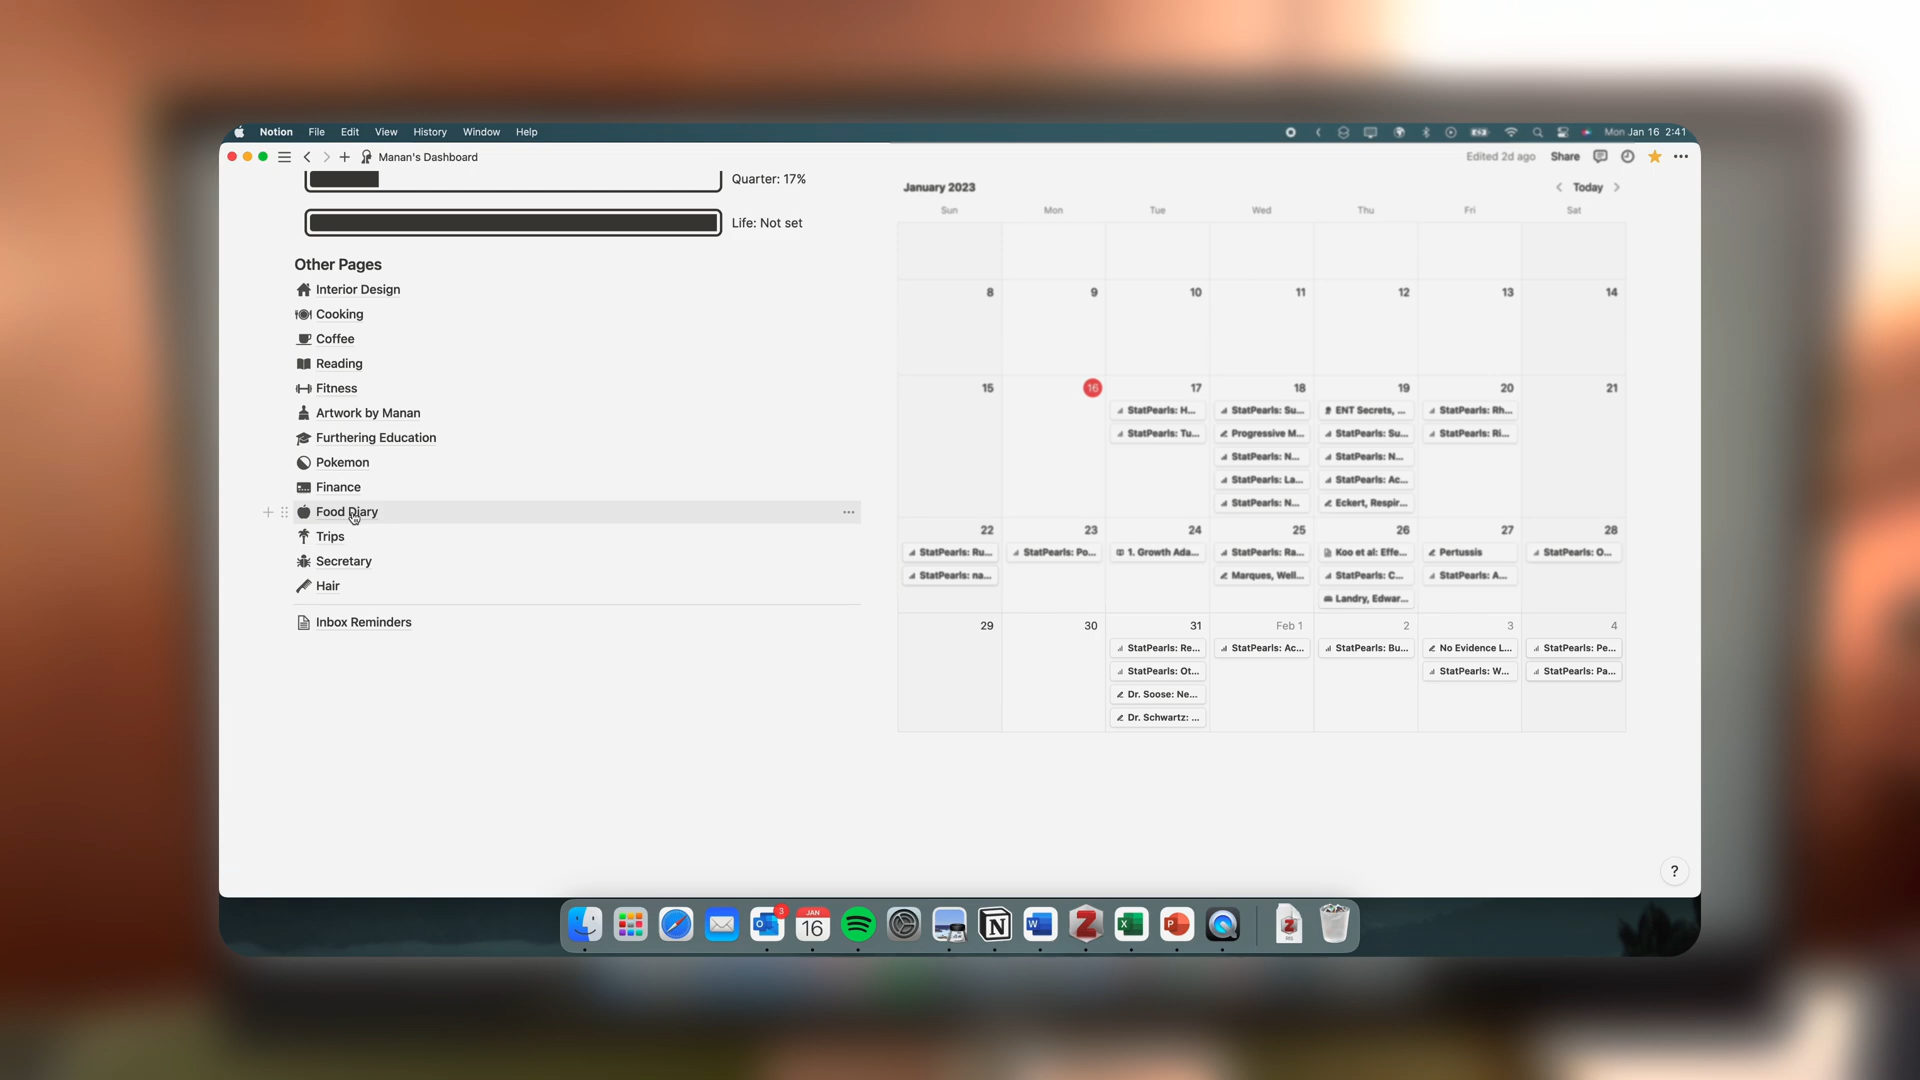 Notion File Edit View History Window Help Mon Jan 16 2:41
Manan's Dashboard Edited 2d ago Share
Quarter: 17%
Life: Not set
Other Pages
Interior Design
Cooking
Coffee
Reading
Fitness
Artwork by Manan
Furthering Education
Pokemon
Finance
Food Diary
Trips
Secretary
Hair
Inbox Reminders
January 2023 Today
Sun Mon Tue Wed Thu Fri Sat
8 9 10 11 12 13 14
15 16 17 18 19 20 21
StatPearls: H... StatPearls: Su... ENT Secrets, ... StatPearls: Rh...
StatPearls: Tu... Progressive M... StatPearls: Su... StatPearls: Ri...
StatPearls: N... StatPearls: N...
StatPearls: La... StatPearls: Ac...
StatPearls: N... Eckert, Respir...
22 23 24 25 26 27 28
StatPearls: Ru... StatPearls: Po... 1. Growth Ada... StatPearls: Ra... Koo et al: Effe... Pertussis StatPearls: O...
StatPearls: na... Marques, Well... StatPearls: C... StatPearls: A...
Landry, Edwar...
29 30 31 Feb 1 2 3 4
StatPearls: Re... StatPearls: Ac... StatPearls: Bu... No Evidence L... StatPearls: Pe...
StatPearls: Ot... StatPearls: W... StatPearls: Pa...
Dr. Soose: Ne...
Dr. Schwartz: ...
?
3
JAN
16